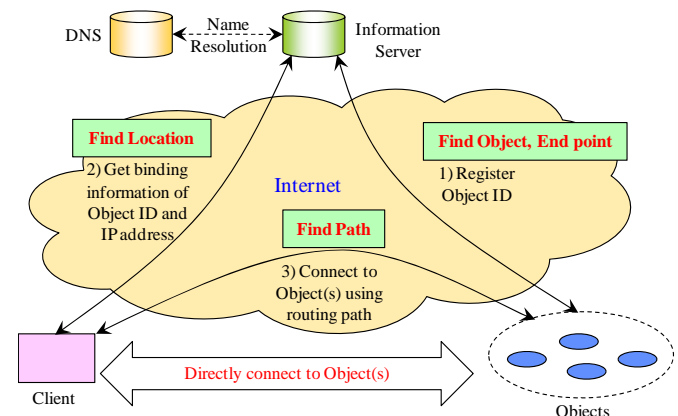 DNS
Name
Resolution
Information
Server
Find Location
Find Object, End point
2) Get binding
information of
Object ID and
IP address
1) Register
Object ID
Internet
Find Path
3) Connect to
Object(s) using
routing path
Directly connect to Object(s)
Client
Objects